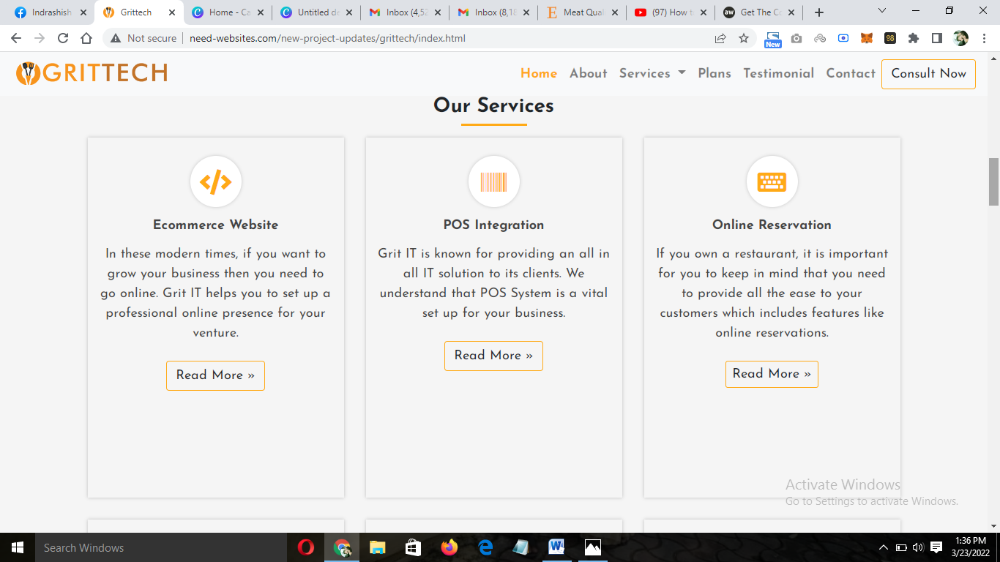 Indrashish
Grittech
Home - Ca
Untitled de
Inbox (4,52
Inbox (8,18
Meat Qual
(97) How t
Get The Co
Not secure
need-websites.com/new-project-updates/grittech/index.html
New
GRITTECH
Home
About
Services
Plans
Testimonial
Contact
Consult Now
Our Services
Ecommerce Website
In these modern times, if you want to
grow your business then you need to
go online. Grit IT helps you to set up a
professional online presence for your
venture.
Read More »
POS Integration
Grit IT is known for providing an all in
all IT solution to its clients. We
understand that POS System is a vital
set up for your business.
Read More »
Online Reservation
If you own a restaurant, it is important
for you to keep in mind that you need
to provide all the ease to your
customers which includes features like
online reservations.
Read More »
Activate Windows
Go to Settings to activate Windows.
Search Windows
1:36 PM
3/23/2022